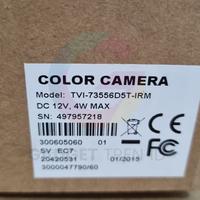 COLOR CAMERA
MODEL: TVI-73556D5T-IRM
DC 12V, 4W MAX
SN: 497957218
300605060 01
SV EC7
20420531 01/2015
3000047790/60